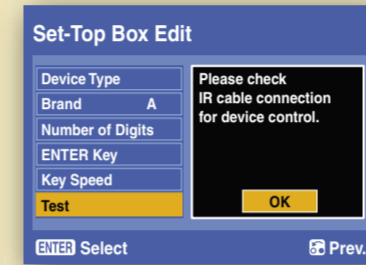 Set-Top Box Edit
Device Type
Brand A
Number of Digits
ENTER Key
Key Speed
Test
Please check
IR cable connection
for device control.
OK
ENTER Select
Prev.